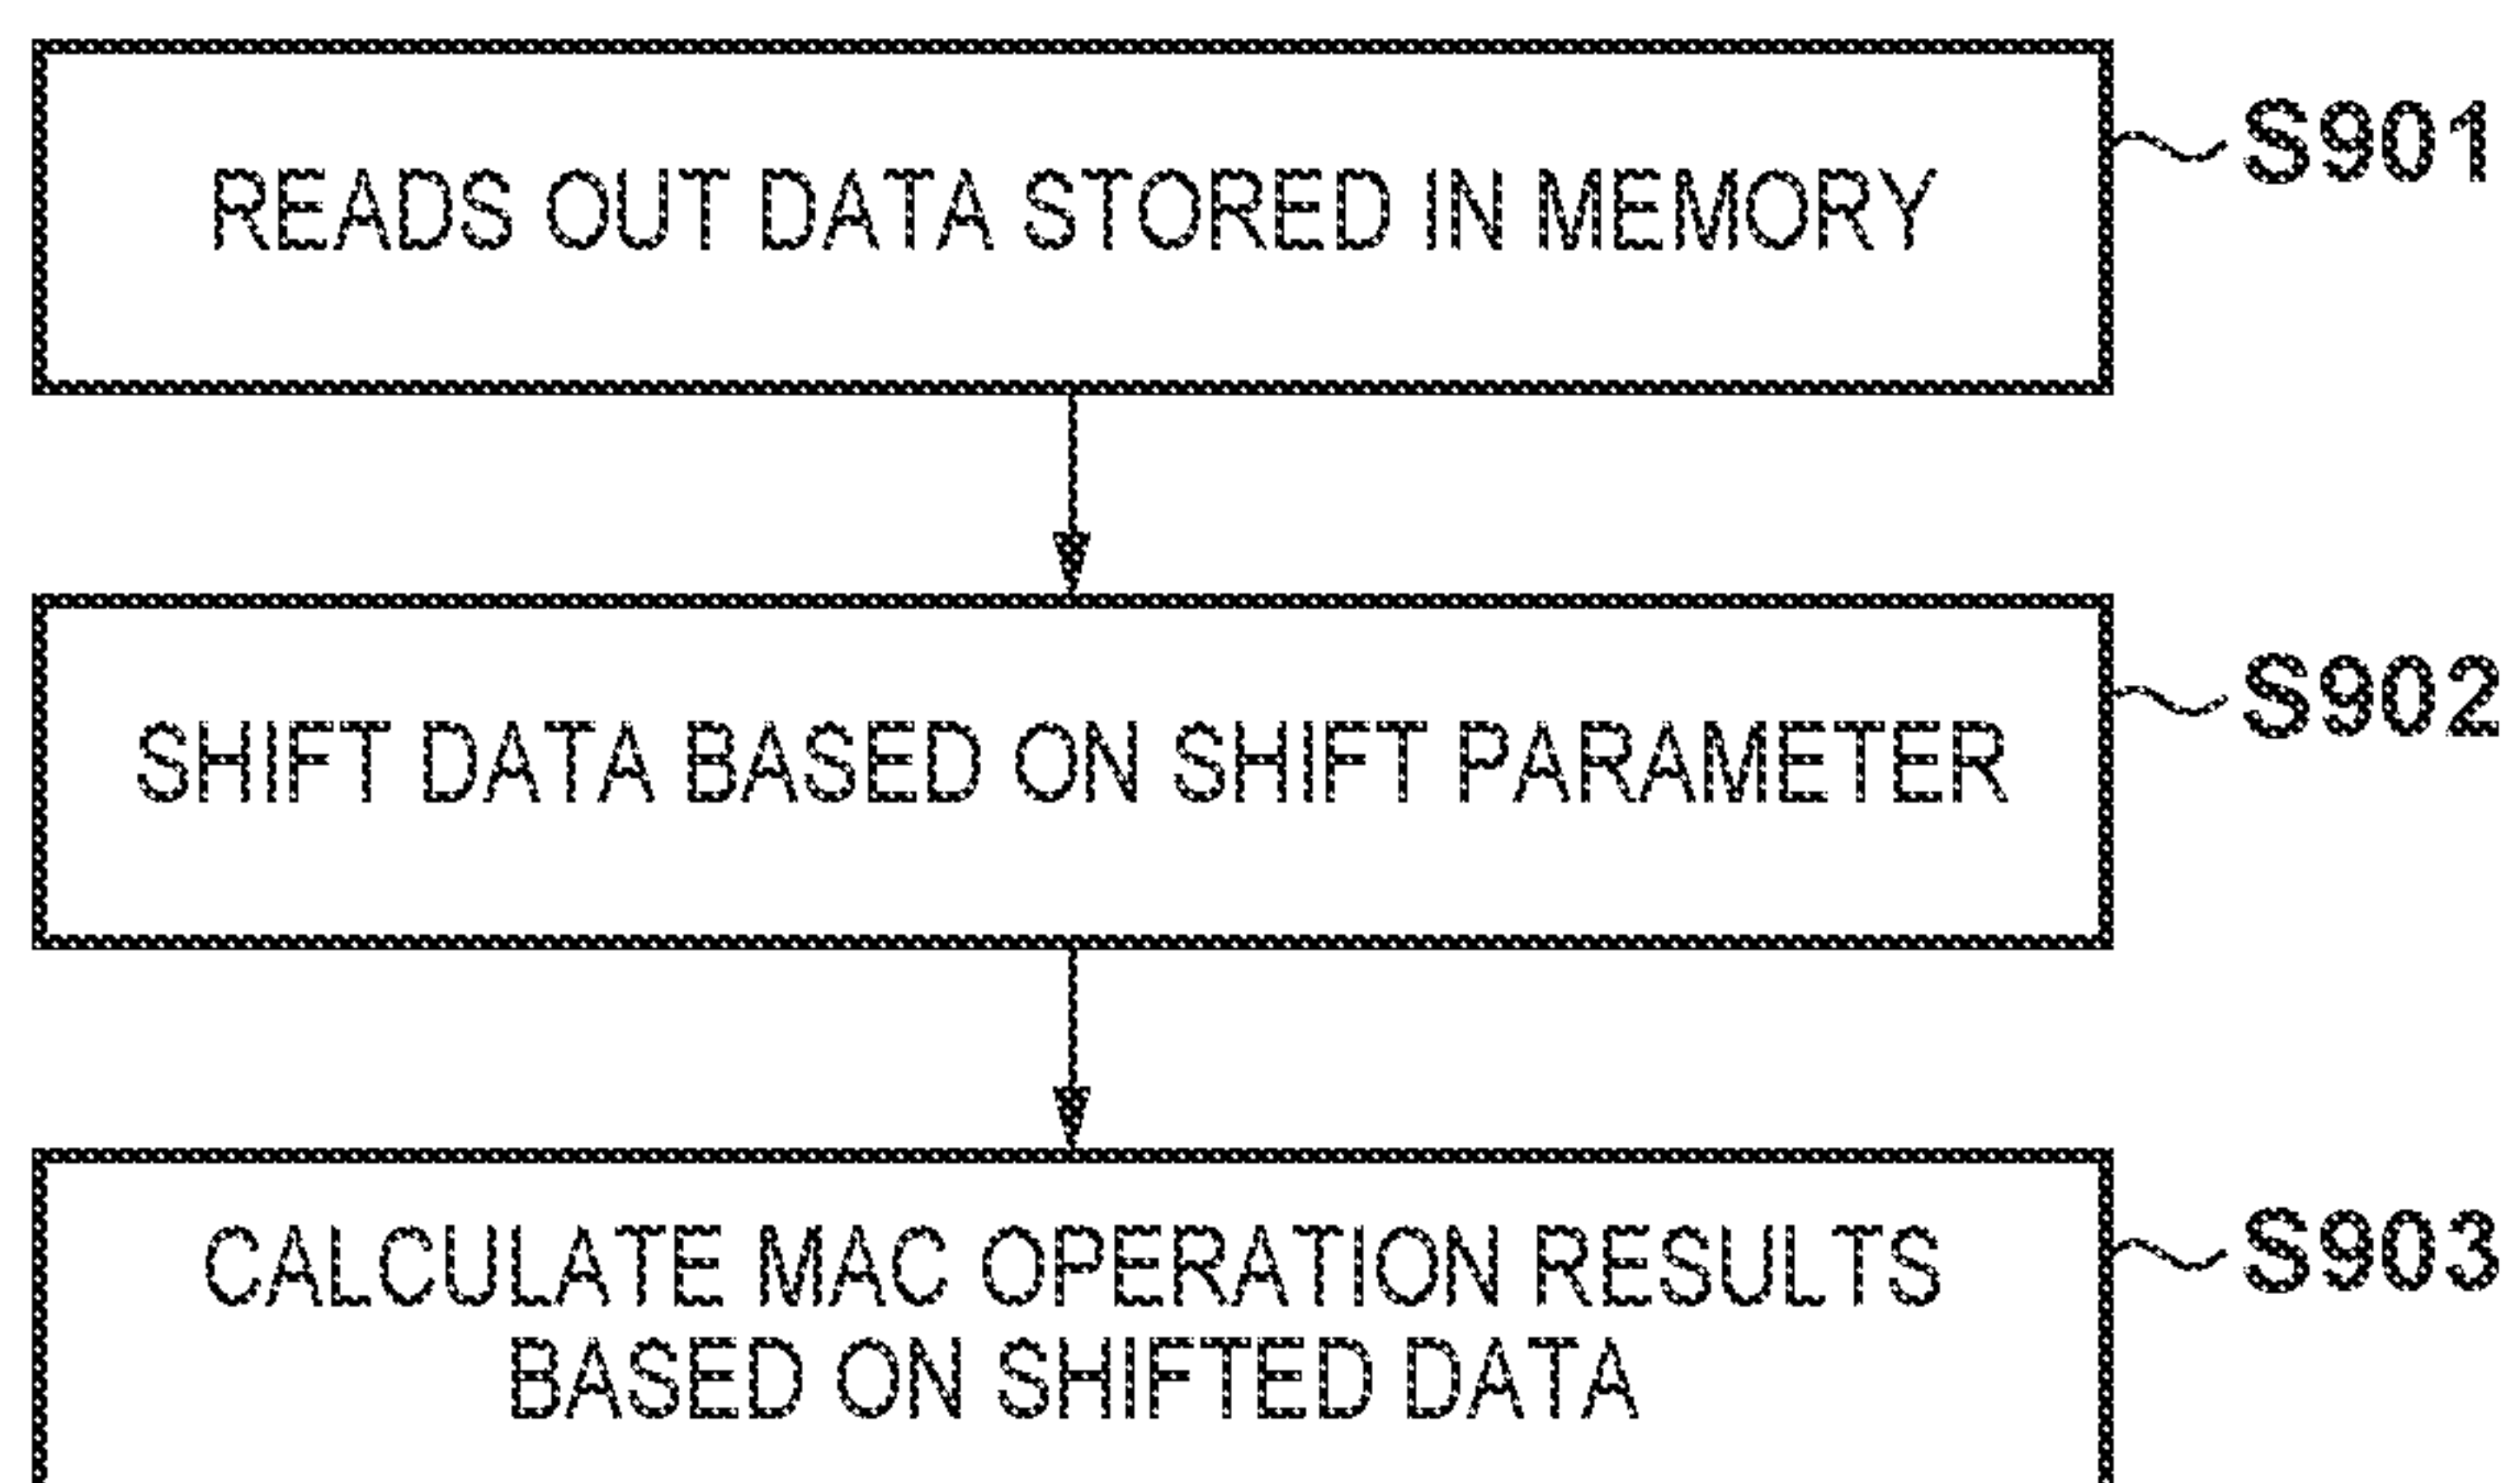 READS OUT DATA STORED IN MEMORY
S901
SHIFT DATA BASED ON SHIFT PARAMETER
S902
CALCULATE MAC OPERATION RESULTS
BASED ON SHIFTED DATA
S903